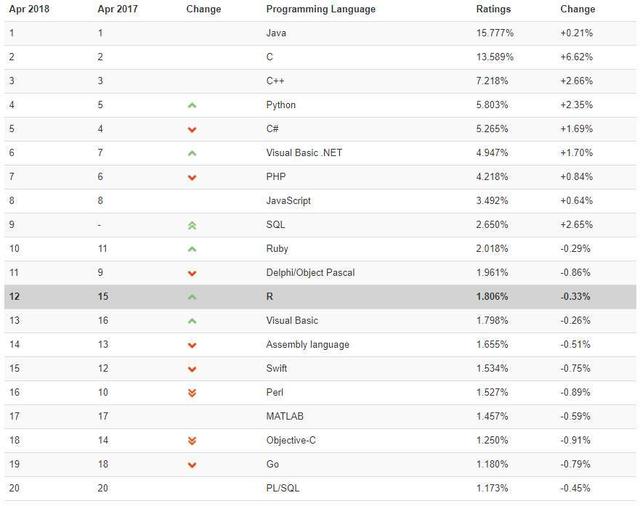 Apr 2018 Apr 2017 Change Programming Language Ratings Change
1 1 Java 15.777% +0.21%
2 2 C 13.589% +6.62%
3 3 C++ 7.218% +2.66%
4 5 Python 5.803% +2.35%
5 4 C# 5.265% +1.69%
6 7 Visual Basic .NET 4.947% +1.70%
7 6 PHP 4.218% +0.84%
8 8 JavaScript 3.492% +0.64%
9 - SQL 2.650% +2.65%
10 11 Ruby 2.018% -0.29%
11 9 Delphi/Object Pascal 1.961% -0.86%
12 15 R 1.806% -0.33%
13 16 Visual Basic 1.798% -0.26%
14 13 Assembly language 1.655% -0.51%
15 12 Swift 1.534% -0.75%
16 10 Perl 1.527% -0.89%
17 17 MATLAB 1.457% -0.59%
18 14 Objective-C 1.250% -0.91%
19 18 Go 1.180% -0.79%
20 20 PL/SQL 1.173% -0.45%